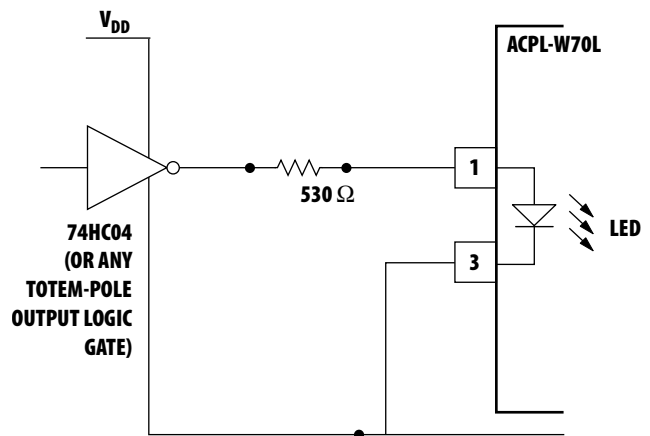 V_DD
ACPL-W70L
1
530 Ω
74HC04
(OR ANY
TOTEM-POLE
OUTPUT LOGIC
GATE)
LED
3